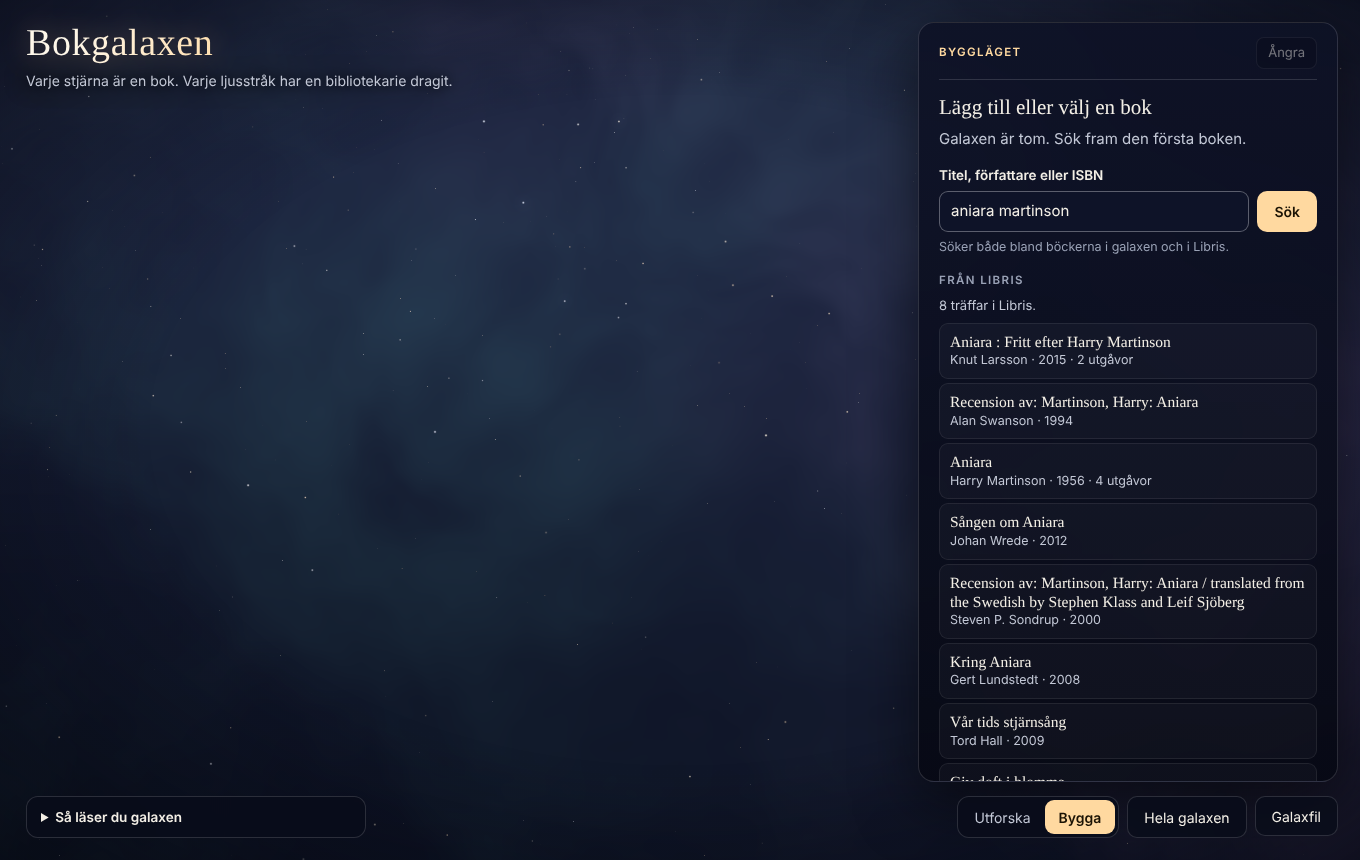 Bokgalaxen
Varje stjärna är en bok. Varje ljusstråk har en bibliotekarie dragit.
BYGGLÄGET
Ångra
Lägg till eller välj en bok
Galaxen är tom. Sök fram den första boken.
Titel, författare eller ISBN
aniara martinson
Sök
Söker både bland böckerna i galaxen och i Libris.
FRÅN LIBRIS
8 träffar i Libris.
Aniara : Fritt efter Harry Martinson
Knut Larsson · 2015 · 2 utgåvor
Recension av: Martinson, Harry: Aniara
Alan Swanson · 1994
Aniara
Harry Martinson · 1956 · 4 utgåvor
Sången om Aniara
Johan Wrede · 2012
Recension av: Martinson, Harry: Aniara / translated from
the Swedish by Stephen Klass and Leif Sjöberg
Steven P. Sondrup · 2000
Kring Aniara
Gert Lundstedt · 2008
Vår tids stjärnsång
Tord Hall · 2009
Så läser du galaxen
Utforska
Bygga
Hela galaxen
Galaxfil